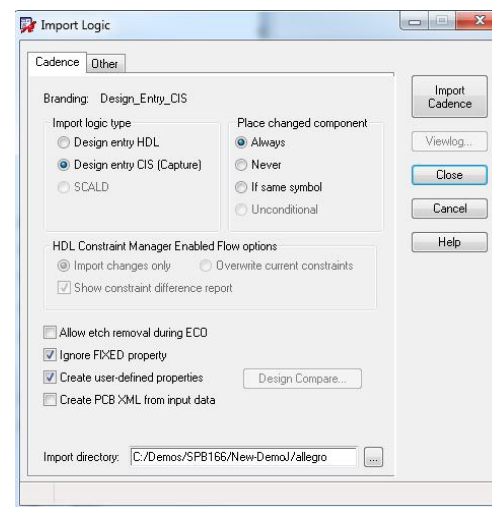 Import Logic
Cadence Other
Branding: Design_Entry_CIS
Import logic type
Design entry HDL
Design entry CIS (Capture)
SCALD
Place changed component
Always
Never
If same symbol
Unconditional
HDL Constraint Manager Enabled Flow options
Import changes only Overwrite current constraints
Show constraint difference report
Allow etch removal during ECO
Ignore FIXED property
Create user-defined properties Design Compare...
Create PCB XML from input data
Import directory: C:/Demos/SPB166/New-DemoJ/allegro ...
Import
Cadence
Viewlog...
Close
Cancel
Help